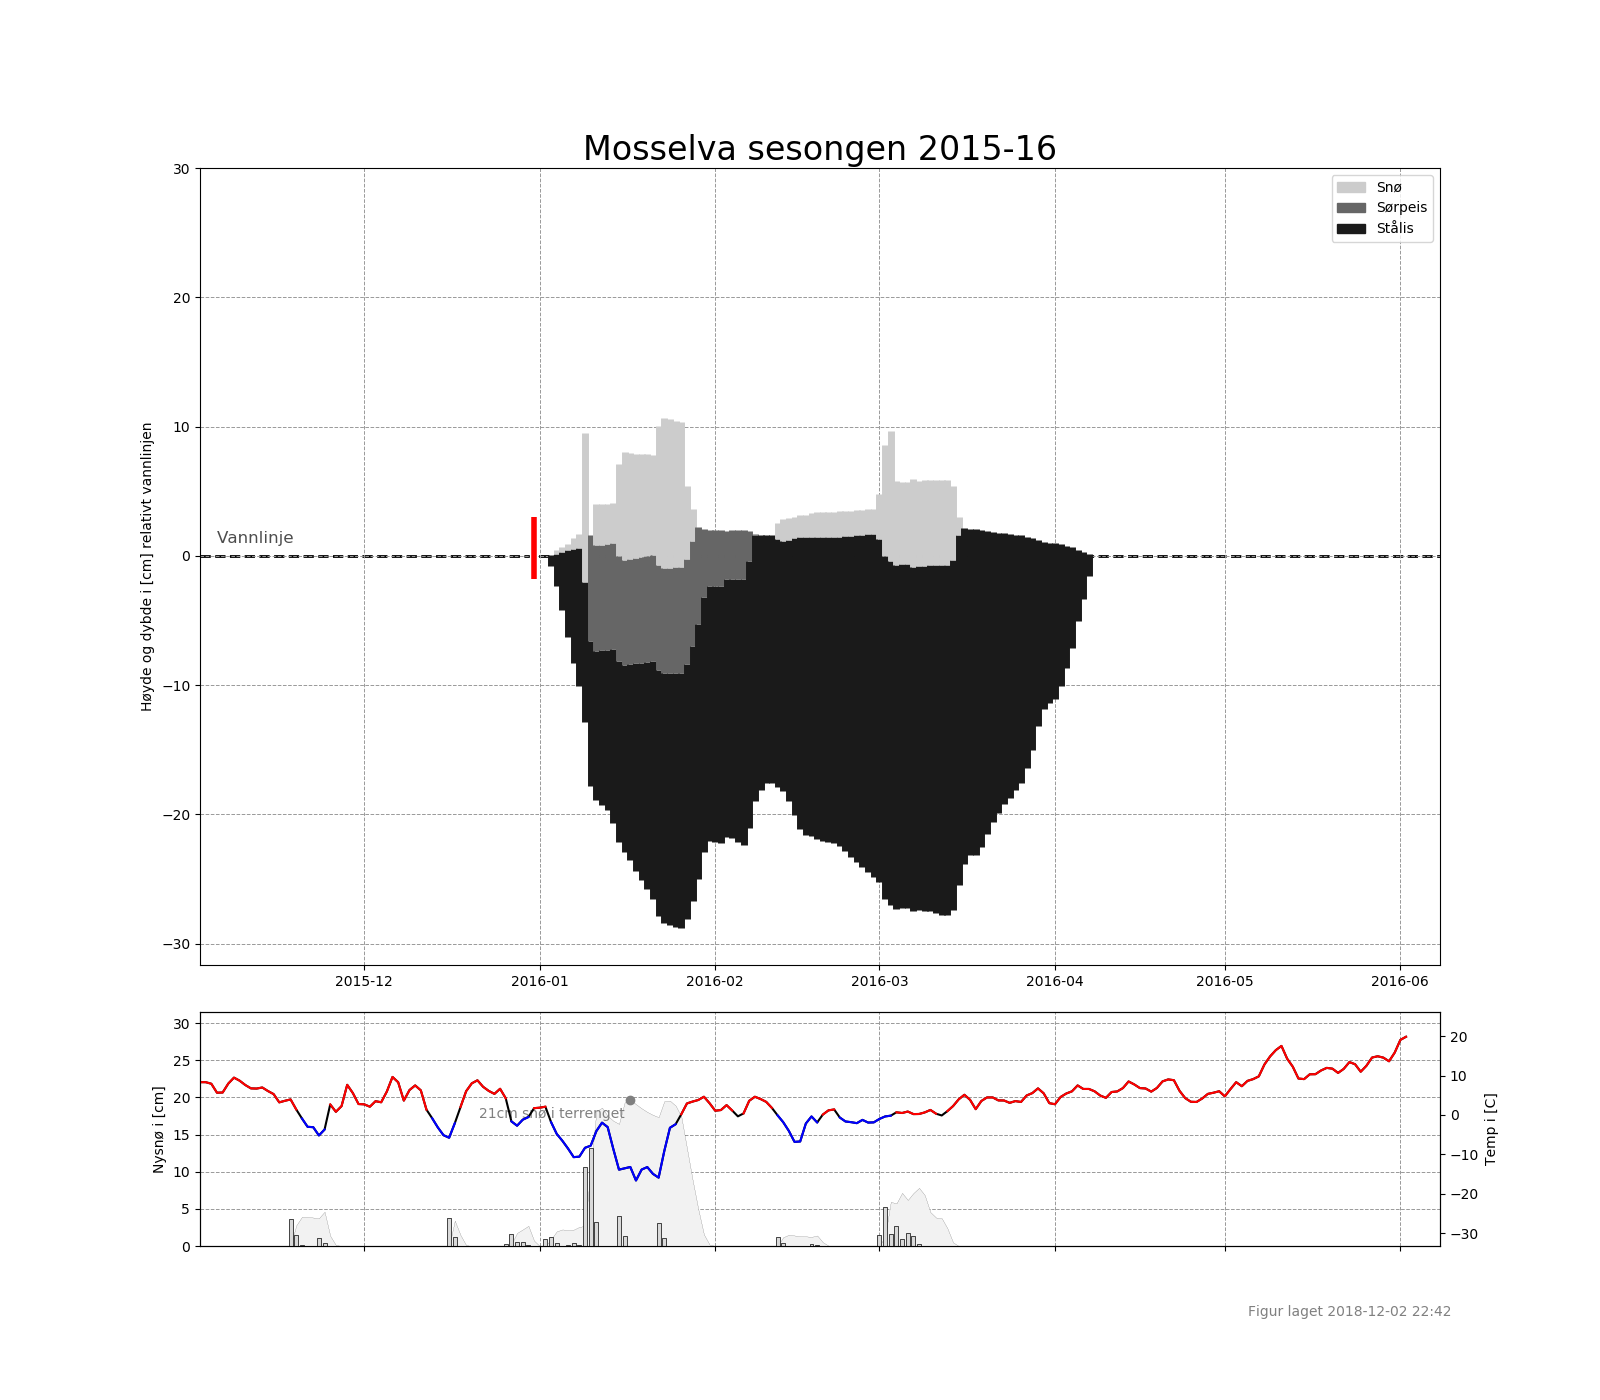 Mosselva sesongen 2015-16
30
20
10
0
−10
−20
−30
Høyde og dybde i [cm] relativt vannlinjen
Snø
Sørpeis
Stålis
Vannlinje
2015-12
2016-01
2016-02
2016-03
2016-04
2016-05
2016-06
30
25
20
15
10
5
0
Nysnø i [cm]
21cm snø i terrenget
20
10
0
−10
−20
−30
Temp i [C]
Figur laget 2018-12-02 22:42